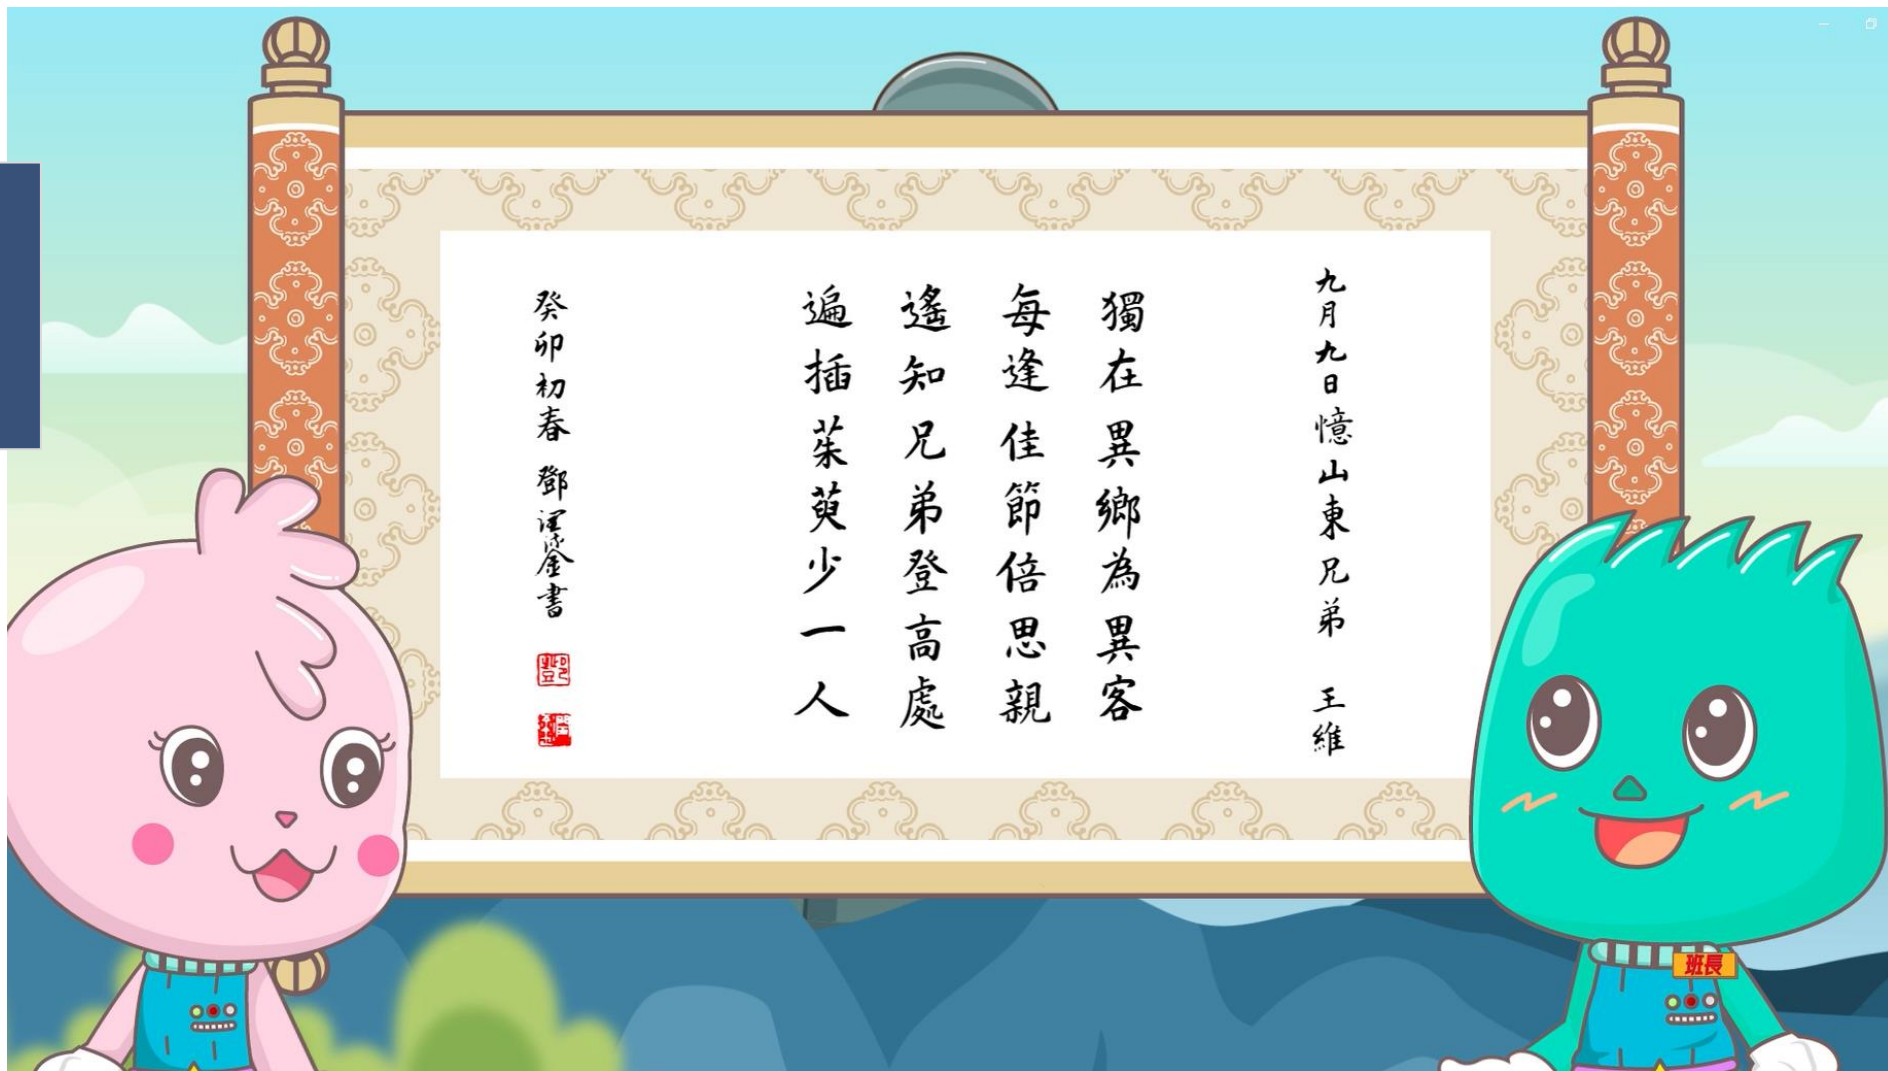 九月九日憶山東兄弟 王維
獨在異鄉為異客
每逢佳節倍思親
遙知兄弟登高處
遍插茱萸少一人
癸卯初春 鄧 金書
班長